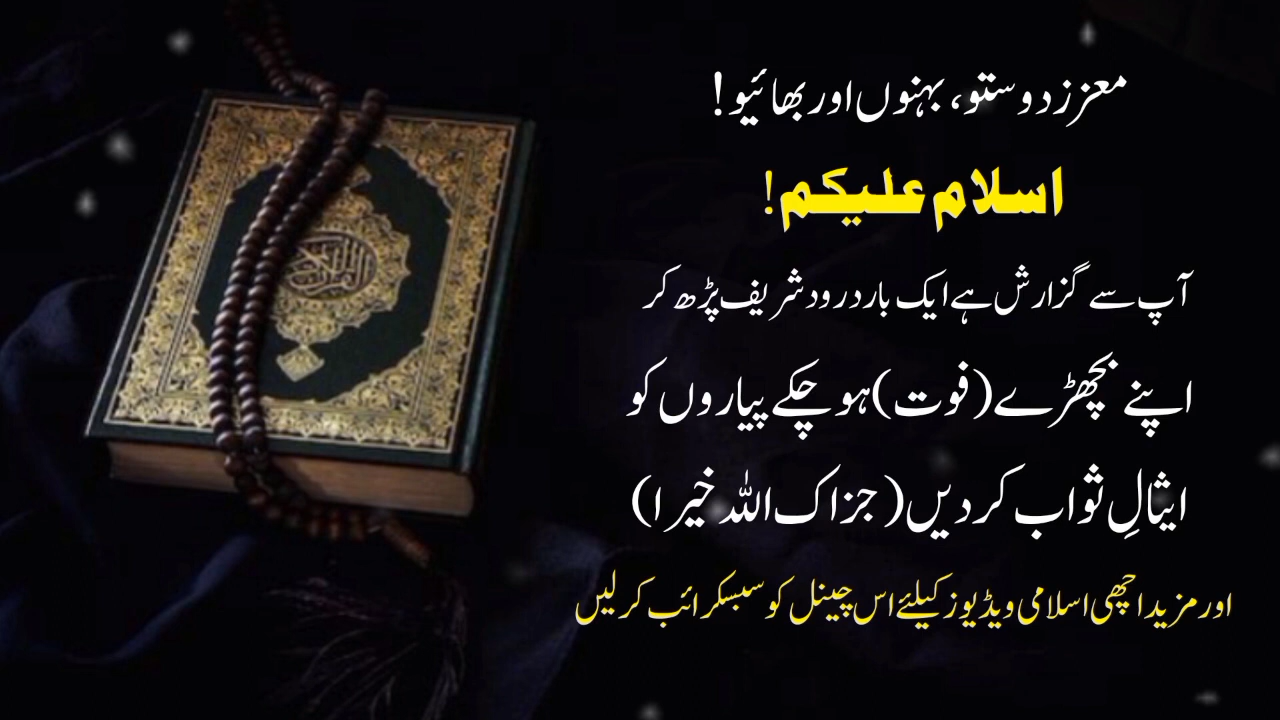 معزز دوستو، بہنوں اور بھائیو!
اسلام علیکم!
آپ سے گزارش ہے ایک بار درود شریف پڑھ کر
اپنے بچھڑے (فوت) ہو چکے پیاروں کو
ایثالِ ثواب کر دیں (جزاک اللہ خیرا)
اور مزید اچھی اسلامی ویڈیوز کیلئے اس چینل کو سبسکرائب کر لیں
القرآن الكريم